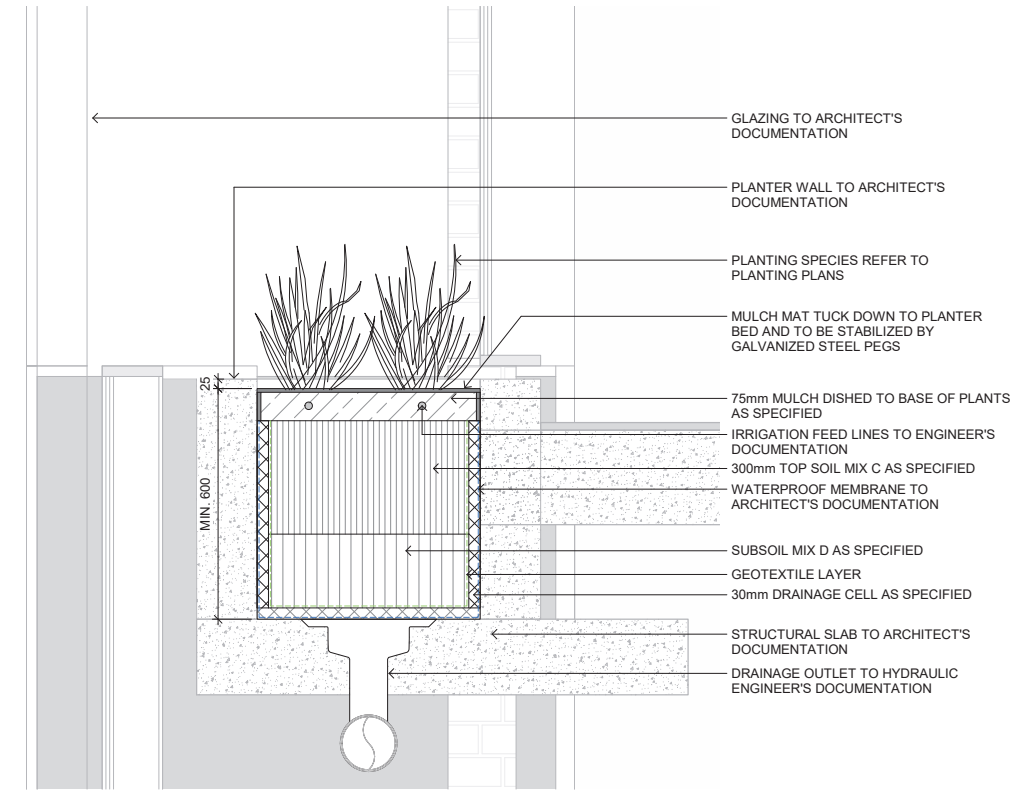 GLAZING TO ARCHITECT'S
DOCUMENTATION
PLANTER WALL TO ARCHITECT'S
DOCUMENTATION
PLANTING SPECIES REFER TO
PLANTING PLANS
MULCH MAT TUCK DOWN TO PLANTER
BED AND TO BE STABILIZED BY
GALVANIZED STEEL PEGS
25
75mm MULCH DISHED TO BASE OF PLANTS
AS SPECIFIED
IRRIGATION FEED LINES TO ENGINEER'S
DOCUMENTATION
300mm TOP SOIL MIX C AS SPECIFIED
WATERPROOF MEMBRANE TO
ARCHITECT'S DOCUMENTATION
MIN. 600
SUBSOIL MIX D AS SPECIFIED
GEOTEXTILE LAYER
30mm DRAINAGE CELL AS SPECIFIED
STRUCTURAL SLAB TO ARCHITECT'S
DOCUMENTATION
DRAINAGE OUTLET TO HYDRAULIC
ENGINEER'S DOCUMENTATION